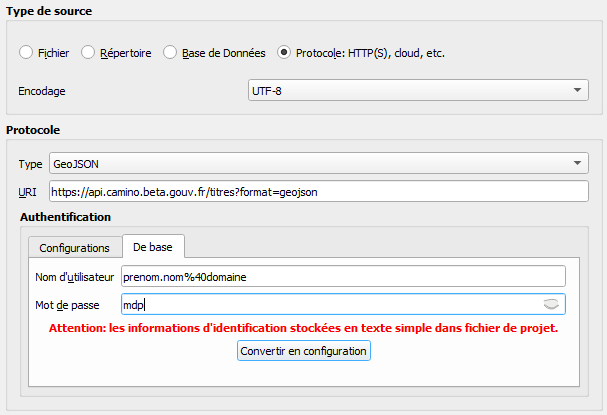 Type de source
Fichier Répertoire Base de Données Protocole: HTTP(S), cloud, etc.
Encodage UTF-8
Protocole
Type GeoJSON
URI https://api.camino.beta.gouv.fr/titres?format=geojson
Authentification
Configurations De base
Nom d'utilisateur prenom.nom%40domaine
Mot de passe mdp
Attention: les informations d'identification stockées en texte simple dans fichier de projet.
Convertir en configuration